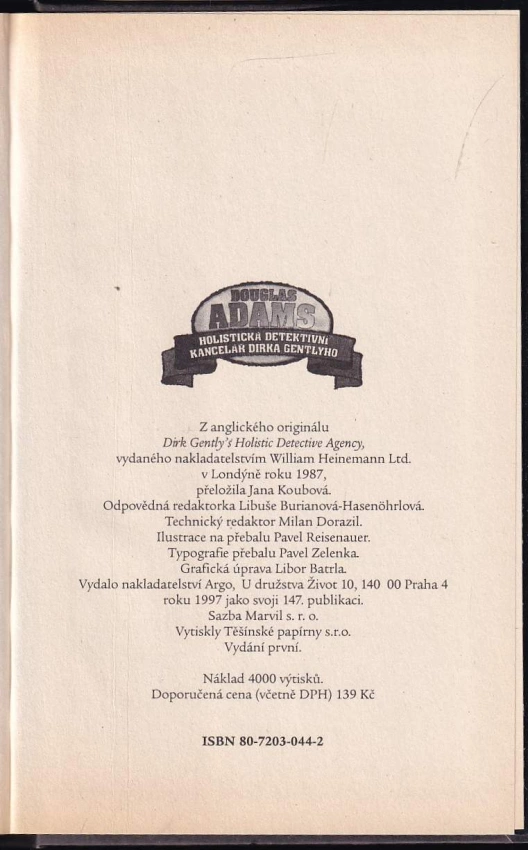 DOUGLAS
ADAMS
HOLISTICKÁ DETEKTIVNÍ
KANCELÁŘ DIRKA GENTLYHO
Z anglického originálu
Dirk Gently's Holistic Detective Agency,
vydaného nakladatelstvím William Heinemann Ltd.
v Londýně roku 1987,
přeložila Jana Koubová.
Odpovědná redaktorka Libuše Burianová-Hasenöhrlová.
Technický redaktor Milan Dorazil.
Ilustrace na přebalu Pavel Reisenauer.
Typografie přebalu Pavel Zelenka.
Grafická úprava Libor Batrla.
Vydalo nakladatelství Argo, U družstva Život 10, 140 00 Praha 4
roku 1997 jako svoji 147. publikaci.
Sazba Marvil s. r. o.
Vytiskly Těšínské papírny s.r.o.
Vydání první.
Náklad 4000 výtisků.
Doporučená cena (včetně DPH) 139 Kč
ISBN 80-7203-044-2